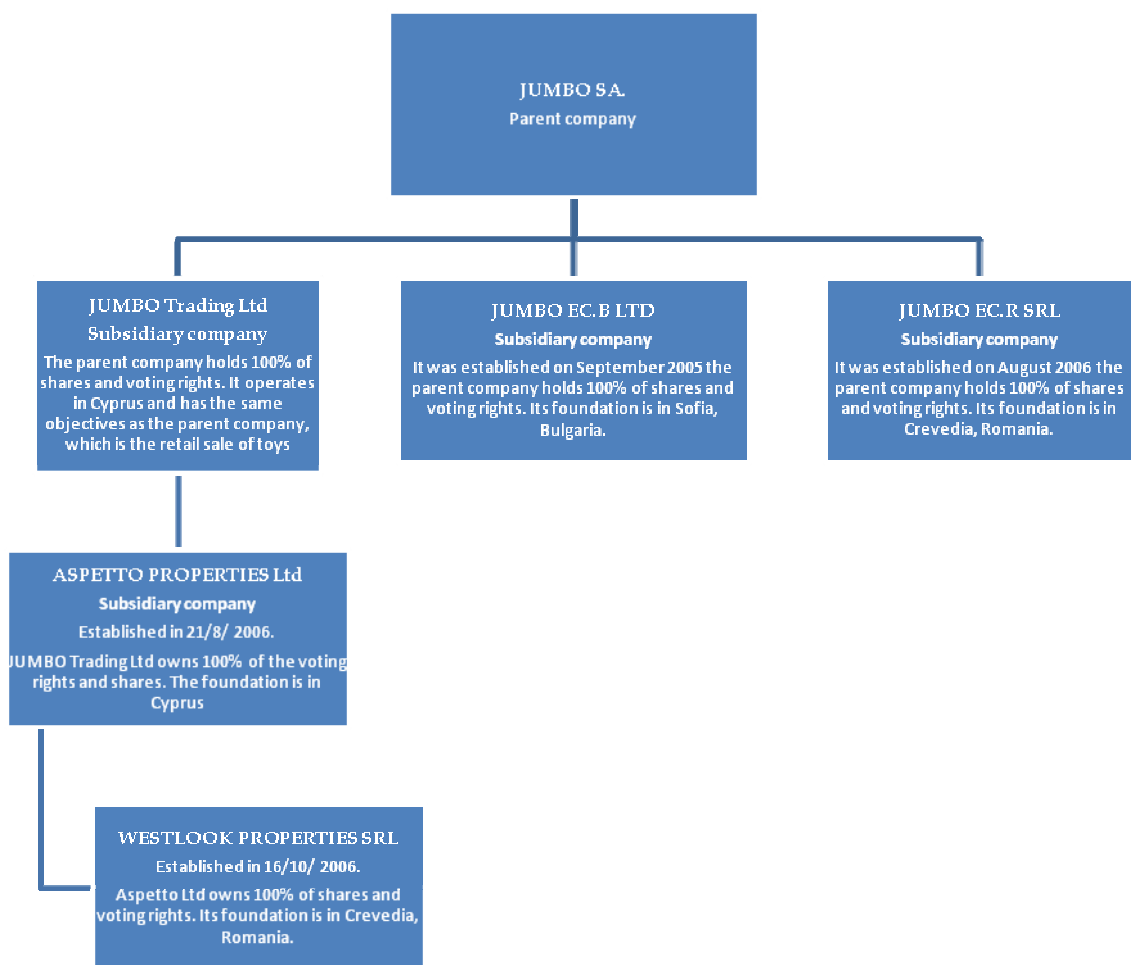 JUMBO SA.
Parent company
JUMBO Trading Ltd
Subsidiary company
The parent company holds 100% of
shares and voting rights. It operates
in Cyprus and has the same
objectives as the parent company,
which is the retail sale of toys
JUMBO EC.B LTD
Subsidiary company
It was established on September 2005 the
parent company holds 100% of shares and
voting rights. Its foundation is in Sofia,
Bulgaria.
JUMBO EC.R SRL
Subsidiary company
It was established on August 2006 the
parent company holds 100% of shares
and voting rights. Its foundation is in
Crevedia, Romania.
ASPETTO PROPERTIES Ltd
Subsidiary company
Established in 21/8/ 2006.
JUMBO Trading Ltd owns 100% of the voting
rights and shares. The foundation is in
Cyprus
WESTLOOK PROPERTIES SRL
Established in 16/10/ 2006.
Aspetto Ltd owns 100% of shares and
voting rights. Its foundation is in Crevedia,
Romania.